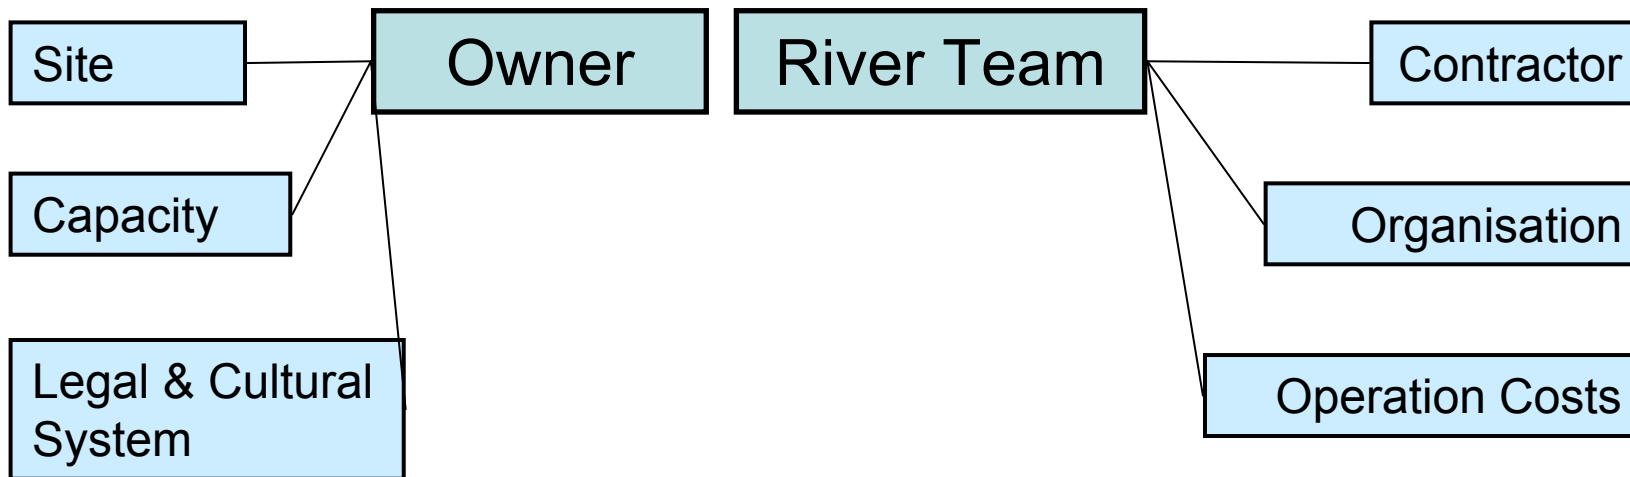 Site
Owner
River Team
Contractor
Capacity
Organisation
Legal & Cultural
System
Operation Costs